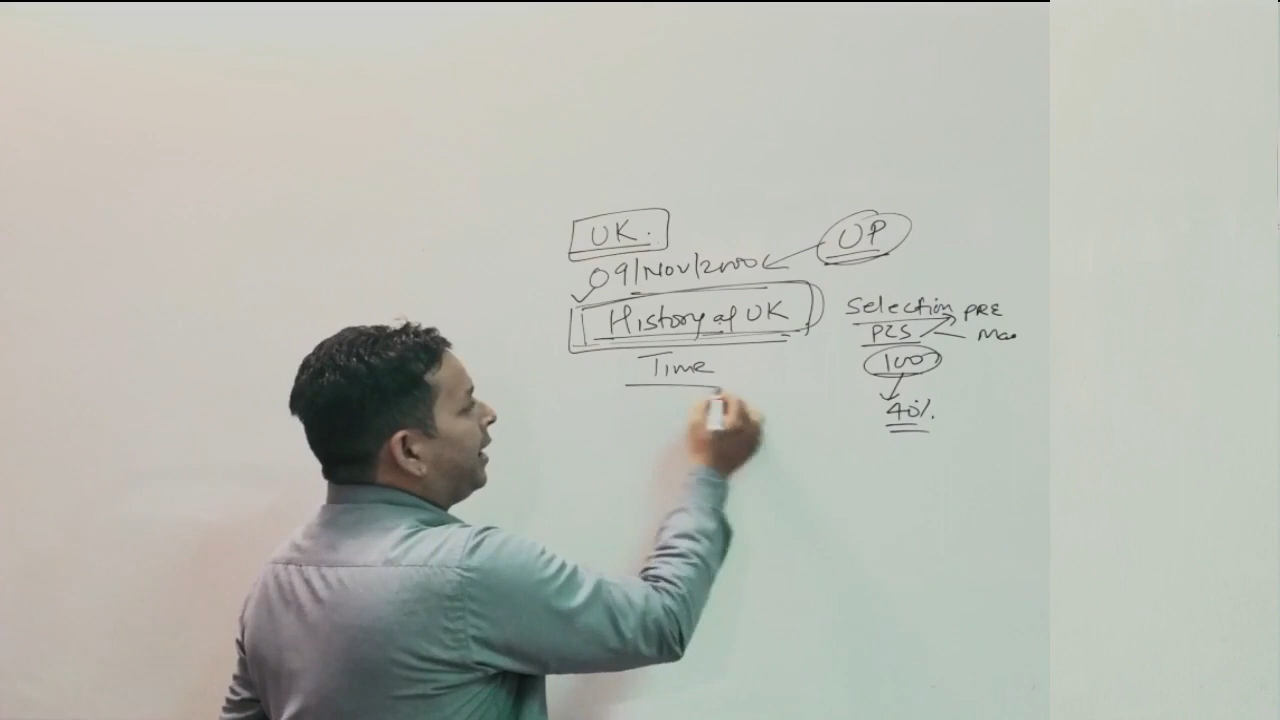 UK.
UP
09/Nov/2000
History of UK
Time
Selection PRE
PCS
100
40%.